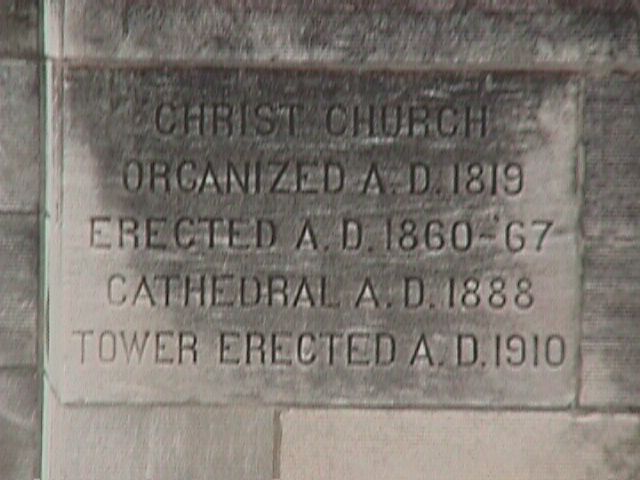 CHRIST CHURCH
ORGANIZED A.D. 1819
ERECTED A.D. 1860-'67
CATHEDRAL A.D. 1888
TOWER ERECTED A.D. 1910